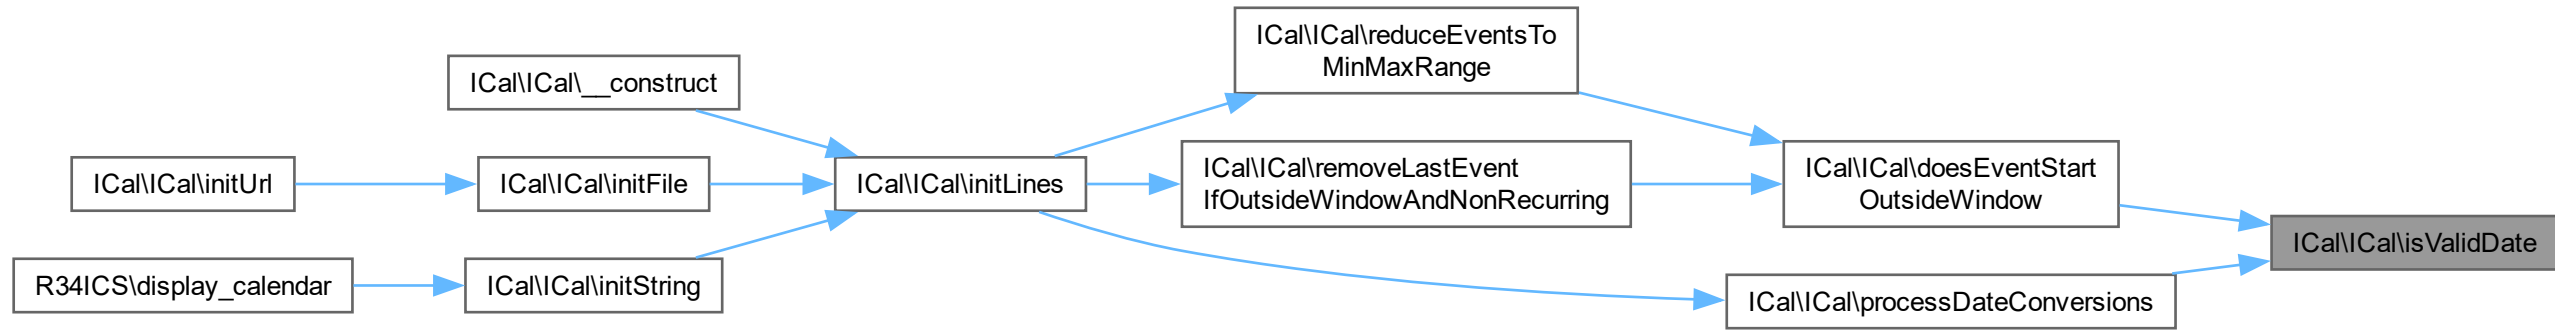 ICal\ICal\reduceEventsTo
MinMaxRange
ICal\ICal\__construct
ICal\ICal\initUrl
ICal\ICal\initFile
ICal\ICal\initLines
ICal\ICal\removeLastEvent
IfOutsideWindowAndNonRecurring
ICal\ICal\doesEventStart
OutsideWindow
ICal\ICal\isValidDate
R34ICS\display_calendar
ICal\ICal\initString
ICal\ICal\processDateConversions